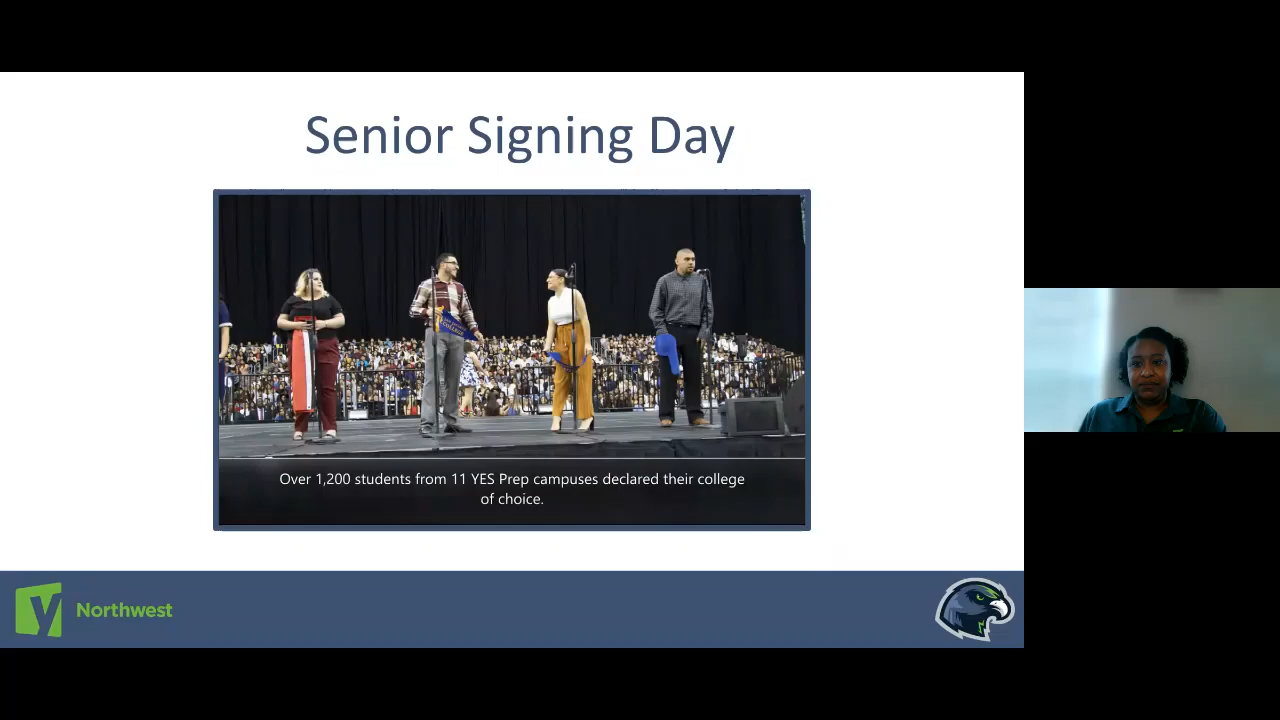 Senior Signing Day
Over 1,200 students from 11 YES Prep campuses declared their college
of choice.
Northwest